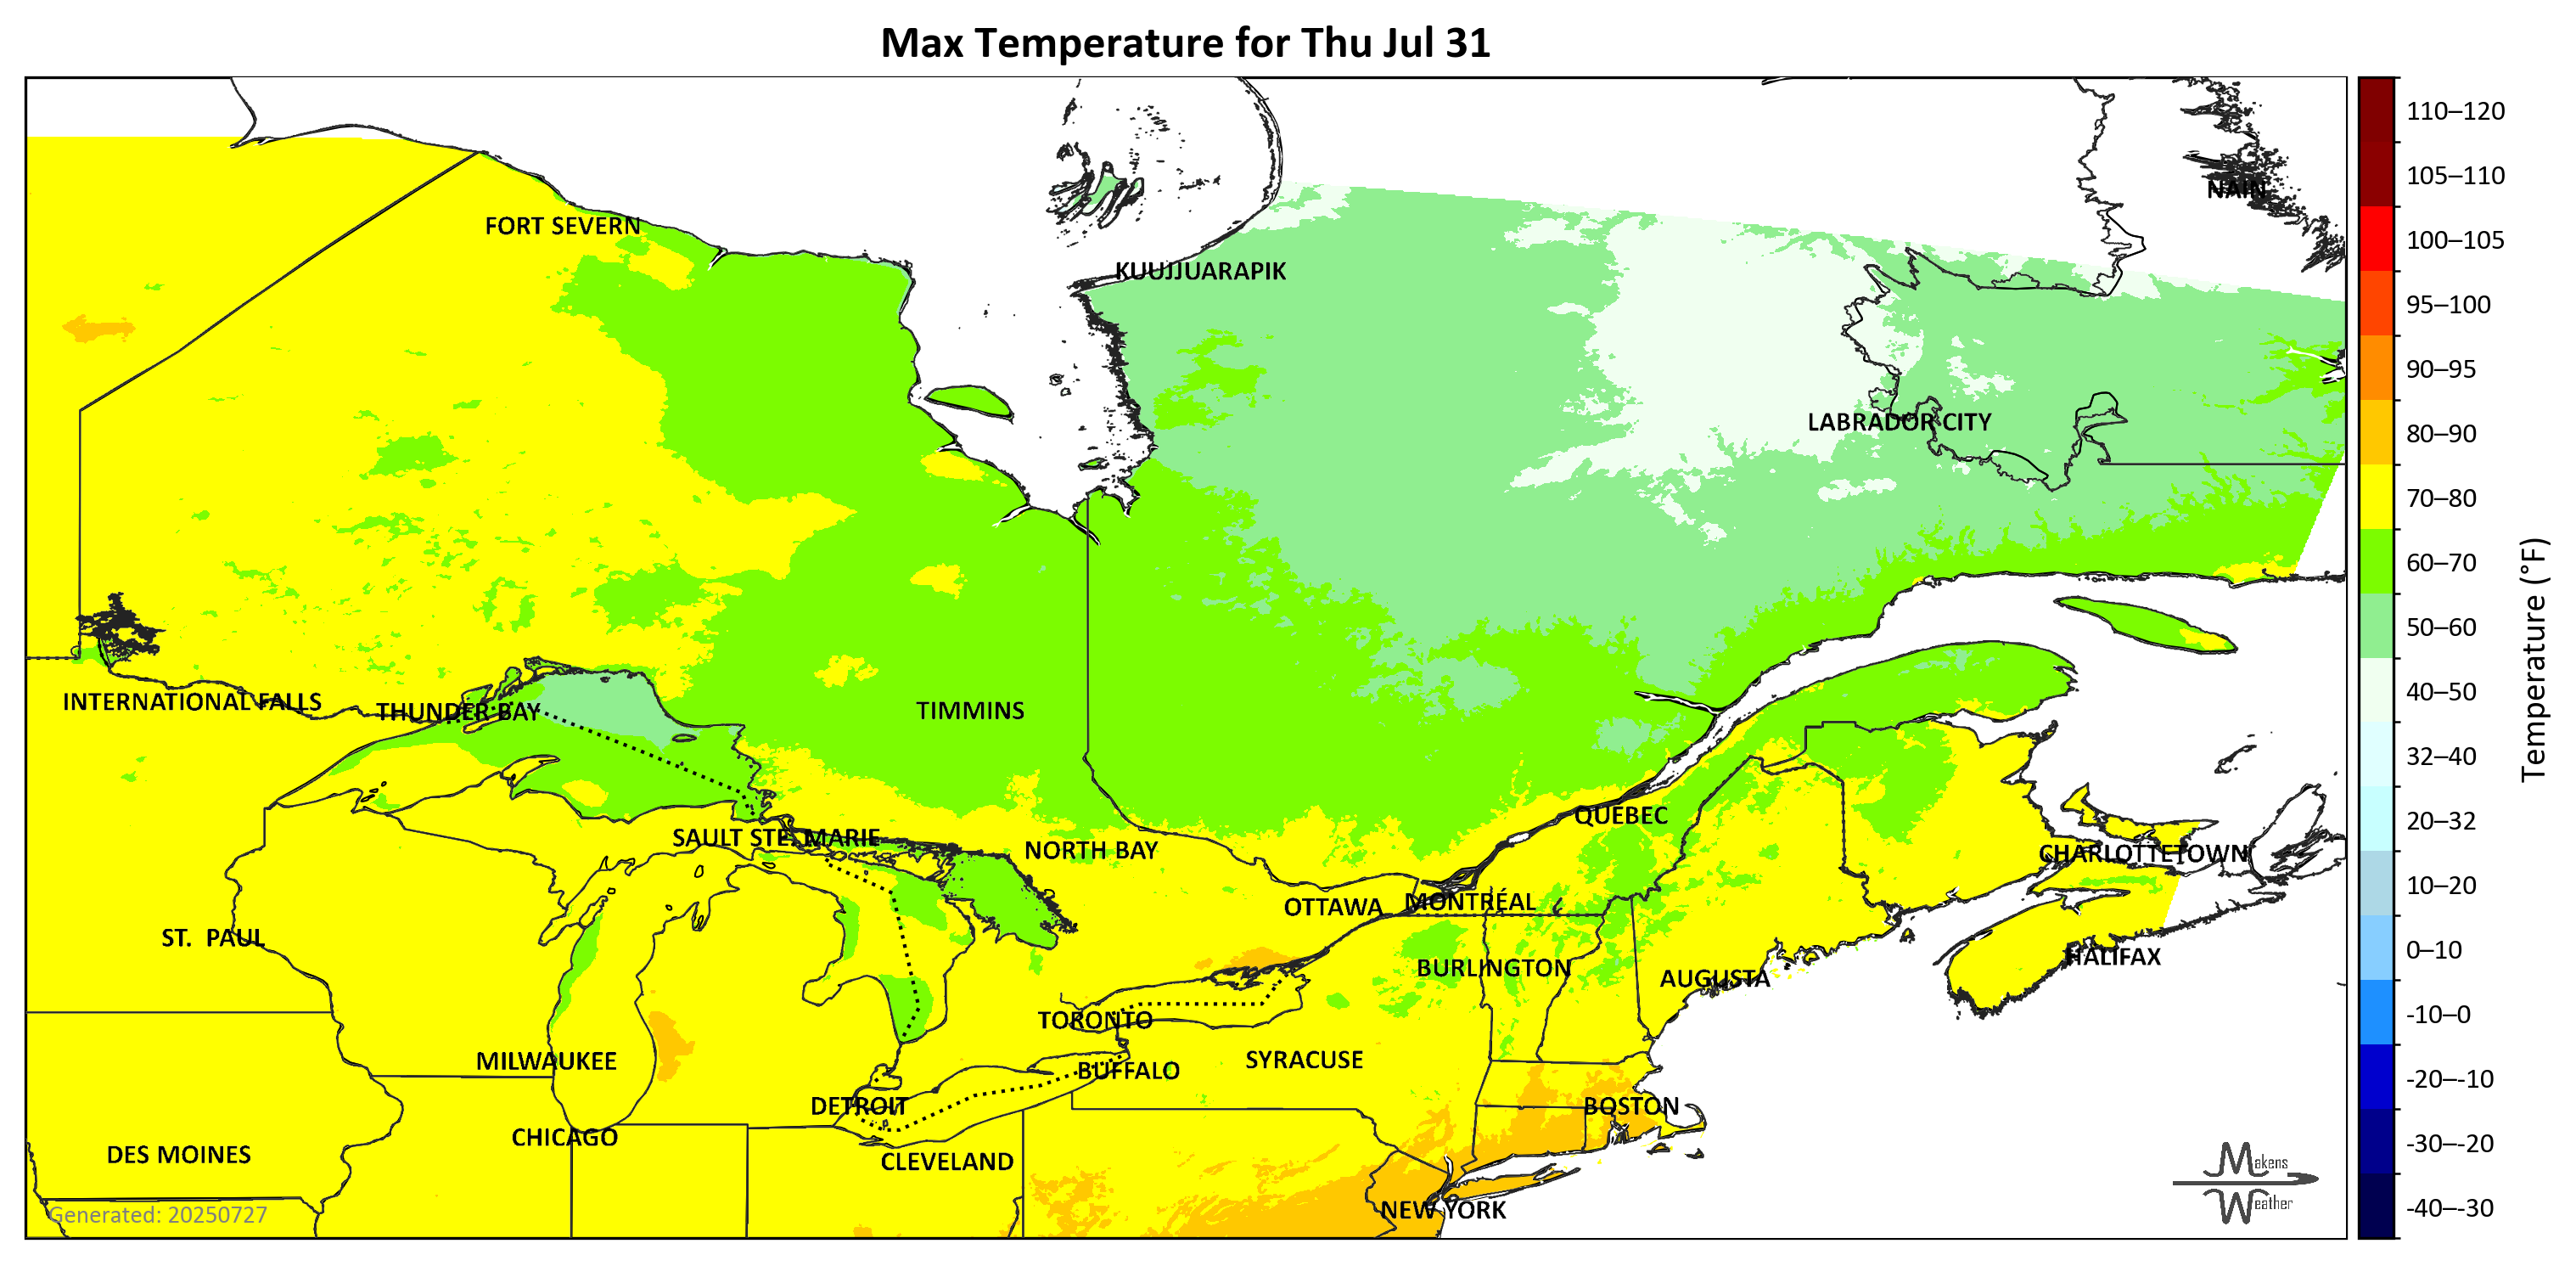 Max Temperature for Thu Jul 31
NAIN
FORT SEVERN
KUUJJUARAPIK
LABRADOR CITY
INTERNATIONAL FALLS
THUNDER BAY
TIMMINS
QUÉBEC
SAULT STE. MARIE
NORTH BAY
CHARLOTTETOWN
MONTRÉAL
OTTAWA
ST. PAUL
HALIFAX
BURLINGTON
AUGUSTA
TORONTO
MILWAUKEE
SYRACUSE
BUFFALO
DETROIT
BOSTON
CHICAGO
DES MOINES
CLEVELAND
NEW YORK
Generated: 20250727
Makens
Weather
110–120
105–110
100–105
95–100
90–95
80–90
70–80
60–70
50–60
40–50
32–40
20–32
10–20
0–10
-10–0
-20–-10
-30–-20
-40–-30
Temperature (°F)